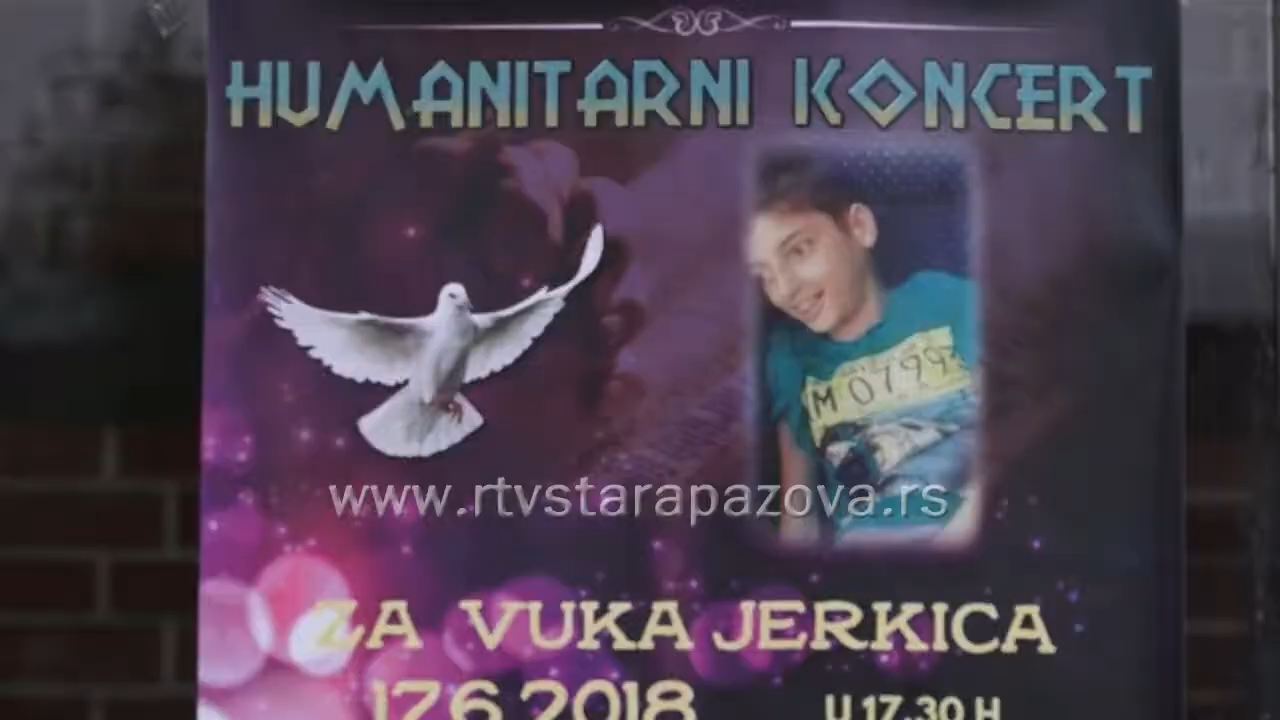 HUMANITARNI KONCERT
M 0799
www.rtvstarapazova.rs
ZA VUKA JERKICA
17.6.2018 U 17.30 H